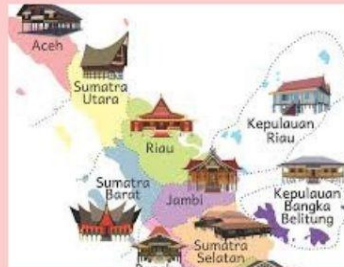 Aceh
Sumatra
Utara
Riau
Kepulauan
Riau
Sumatra
Barat
Jambi
Kepulauan
Bangka
Belitung
Sumatra
Selatan